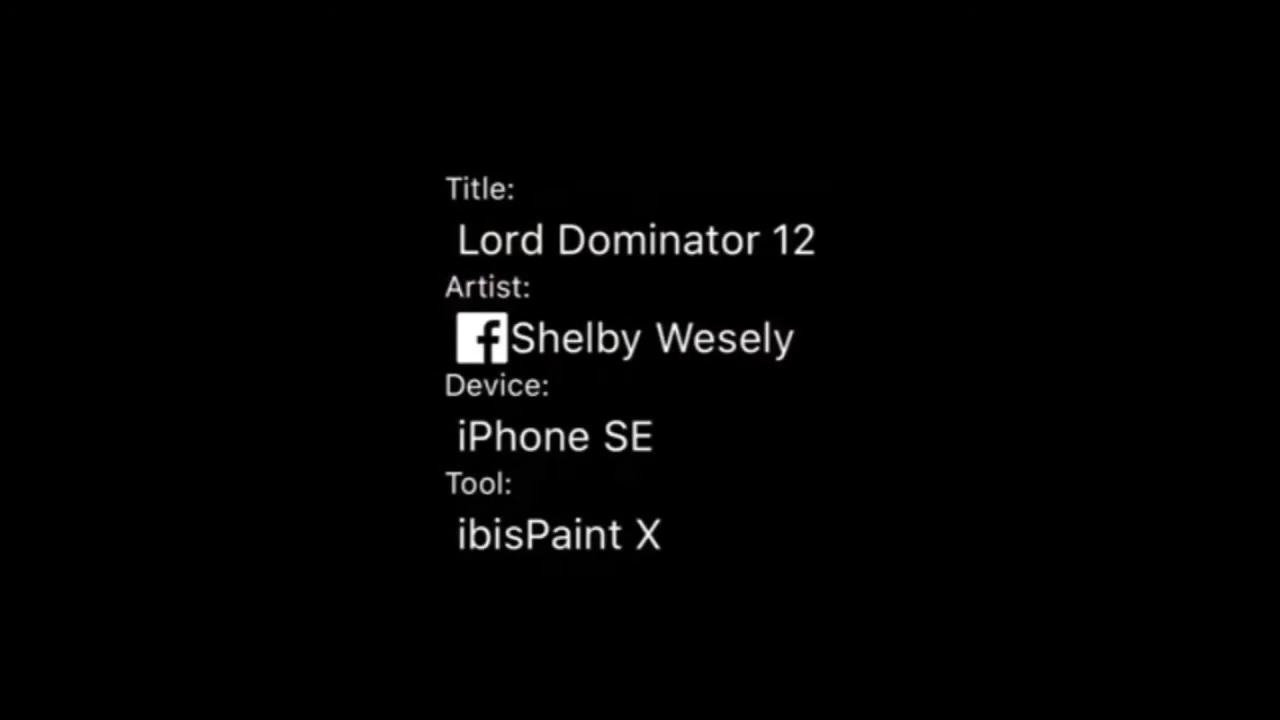 Title:
Lord Dominator 12
Artist:
Shelby Wesely
Device:
iPhone SE
Tool:
ibisPaint X